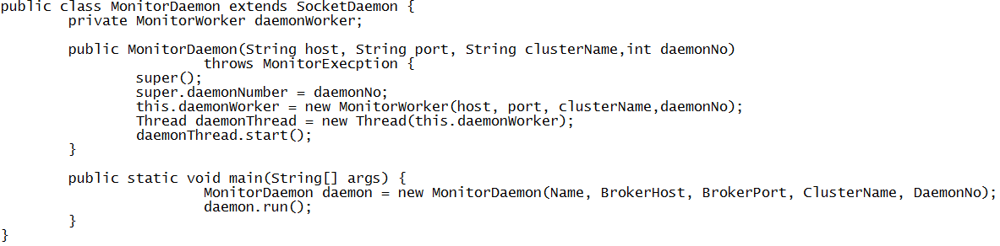 public class MonitorDaemon extends SocketDaemon {
        private MonitorWorker daemonWorker;

        public MonitorDaemon(String host, String port, String clusterName,int daemonNo)
                        throws MonitorExecption {
                super();
                super.daemonNumber = daemonNo;
                this.daemonWorker = new MonitorWorker(host, port, clusterName,daemonNo);
                Thread daemonThread = new Thread(this.daemonWorker);
                daemonThread.start();
        }

        public static void main(String[] args) {
                        MonitorDaemon daemon = new MonitorDaemon(Name, BrokerHost, BrokerPort, ClusterName, DaemonNo);
                        daemon.run();
        }
}